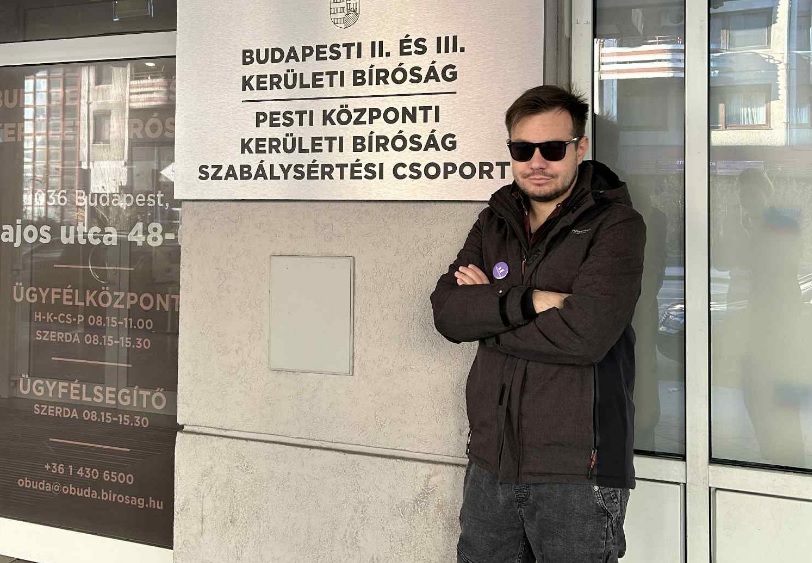 BUDAPESTI II. ÉS III.
KERÜLETI BÍRÓSÁG
PESTI KÖZPONTI
KERÜLETI BÍRÓSÁG
SZABÁLYSÉRTÉSI CSOPORT
036 Budapest,
ajos utca 48-
ÜGYFÉLKÖZPONT
H-K-CS-P 08.15-11.00
SZERDA 08.15-15.30
ÜGYFÉLSEGÍTŐ
SZERDA 08.15-15.30
+36 1 430 6500
obuda@obuda.birosag.hu